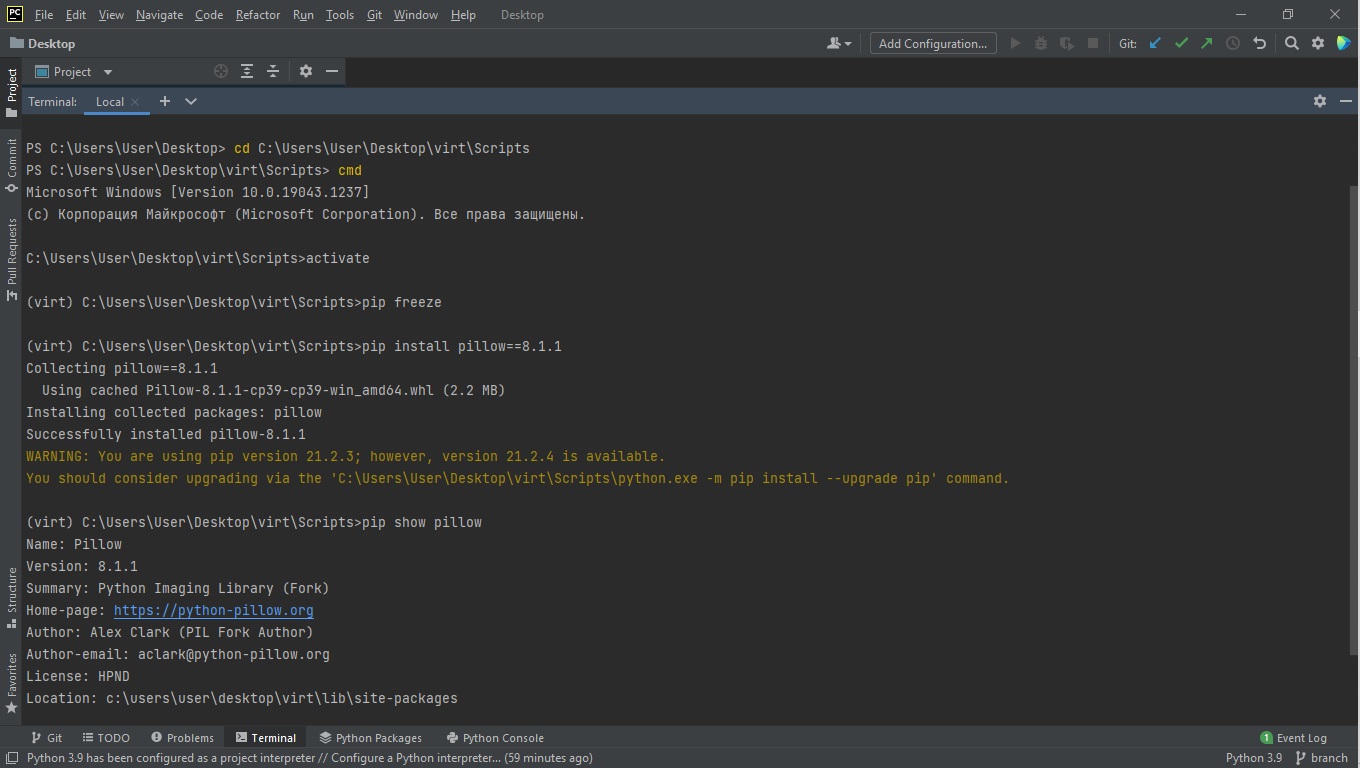 PC File Edit View Navigate Code Refactor Run Tools Git Window Help Desktop
Desktop Add Configuration... Git:
Project
Terminal: Local
PS C:\Users\User\Desktop> cd C:\Users\User\Desktop\virt\Scripts
PS C:\Users\User\Desktop\virt\Scripts> cmd
Microsoft Windows [Version 10.0.19043.1237]
(c) Корпорация Майкрософт (Microsoft Corporation). Все права защищены.
C:\Users\User\Desktop\virt\Scripts>activate
(virt) C:\Users\User\Desktop\virt\Scripts>pip freeze
(virt) C:\Users\User\Desktop\virt\Scripts>pip install pillow==8.1.1
Collecting pillow==8.1.1
Using cached Pillow-8.1.1-cp39-cp39-win_amd64.whl (2.2 MB)
Installing collected packages: pillow
Successfully installed pillow-8.1.1
WARNING: You are using pip version 21.2.3; however, version 21.2.4 is available.
You should consider upgrading via the 'C:\Users\User\Desktop\virt\Scripts\python.exe -m pip install --upgrade pip' command.
(virt) C:\Users\User\Desktop\virt\Scripts>pip show pillow
Name: Pillow
Version: 8.1.1
Summary: Python Imaging Library (Fork)
Home-page: https://python-pillow.org
Author: Alex Clark (PIL Fork Author)
Author-email: aclark@python-pillow.org
License: HPND
Location: c:\users\user\desktop\virt\lib\site-packages
Project
Commit
Pull Requests
Structure
Favorites
Git TODO Problems Terminal Python Packages Python Console 1 Event Log
Python 3.9 has been configured as a project interpreter // Configure a Python interpreter... (59 minutes ago) Python 3.9 branch